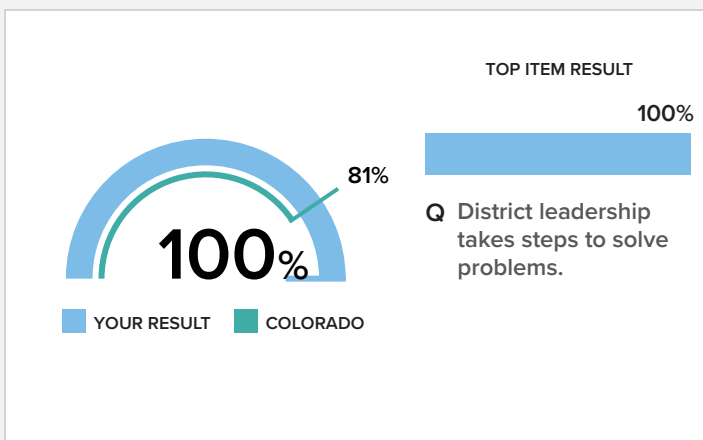 81%
100%
YOUR RESULT
COLORADO
TOP ITEM RESULT
100%
Q District leadership
takes steps to solve
problems.